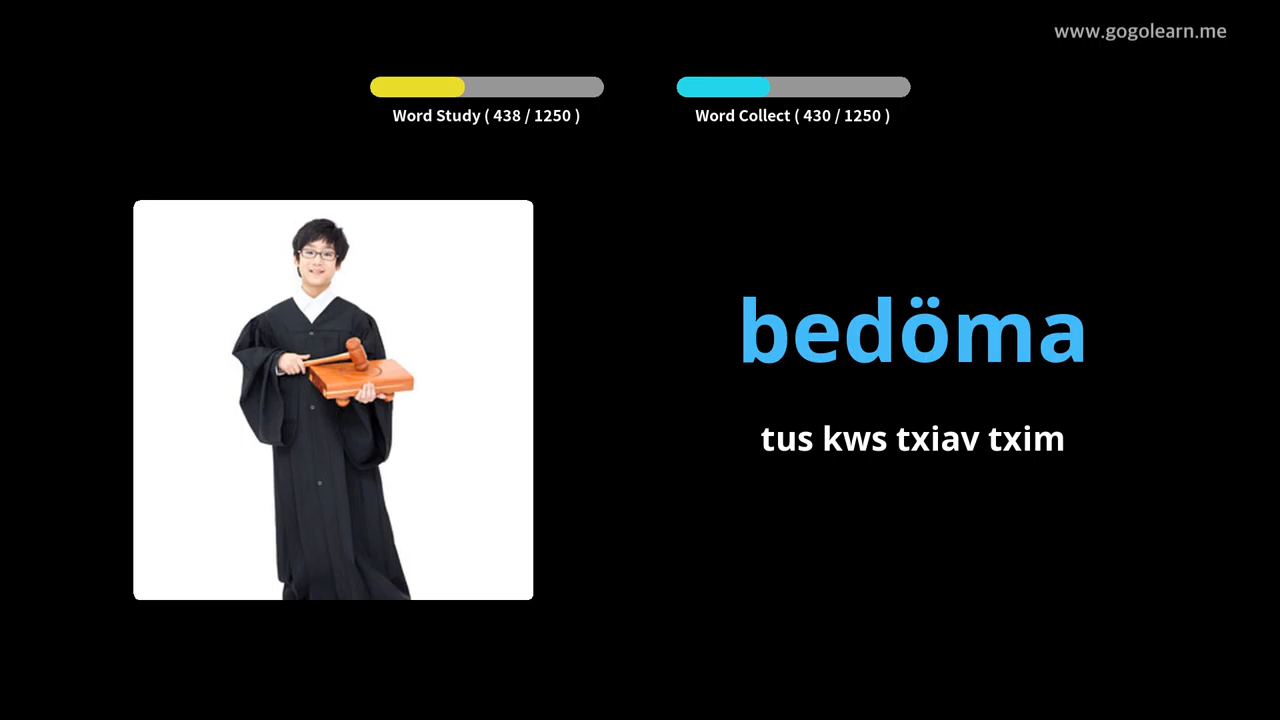 www.gogolearn.me
Word Study ( 438 / 1250 )
Word Collect ( 430 / 1250 )
bedöma
tus kws txiav txim